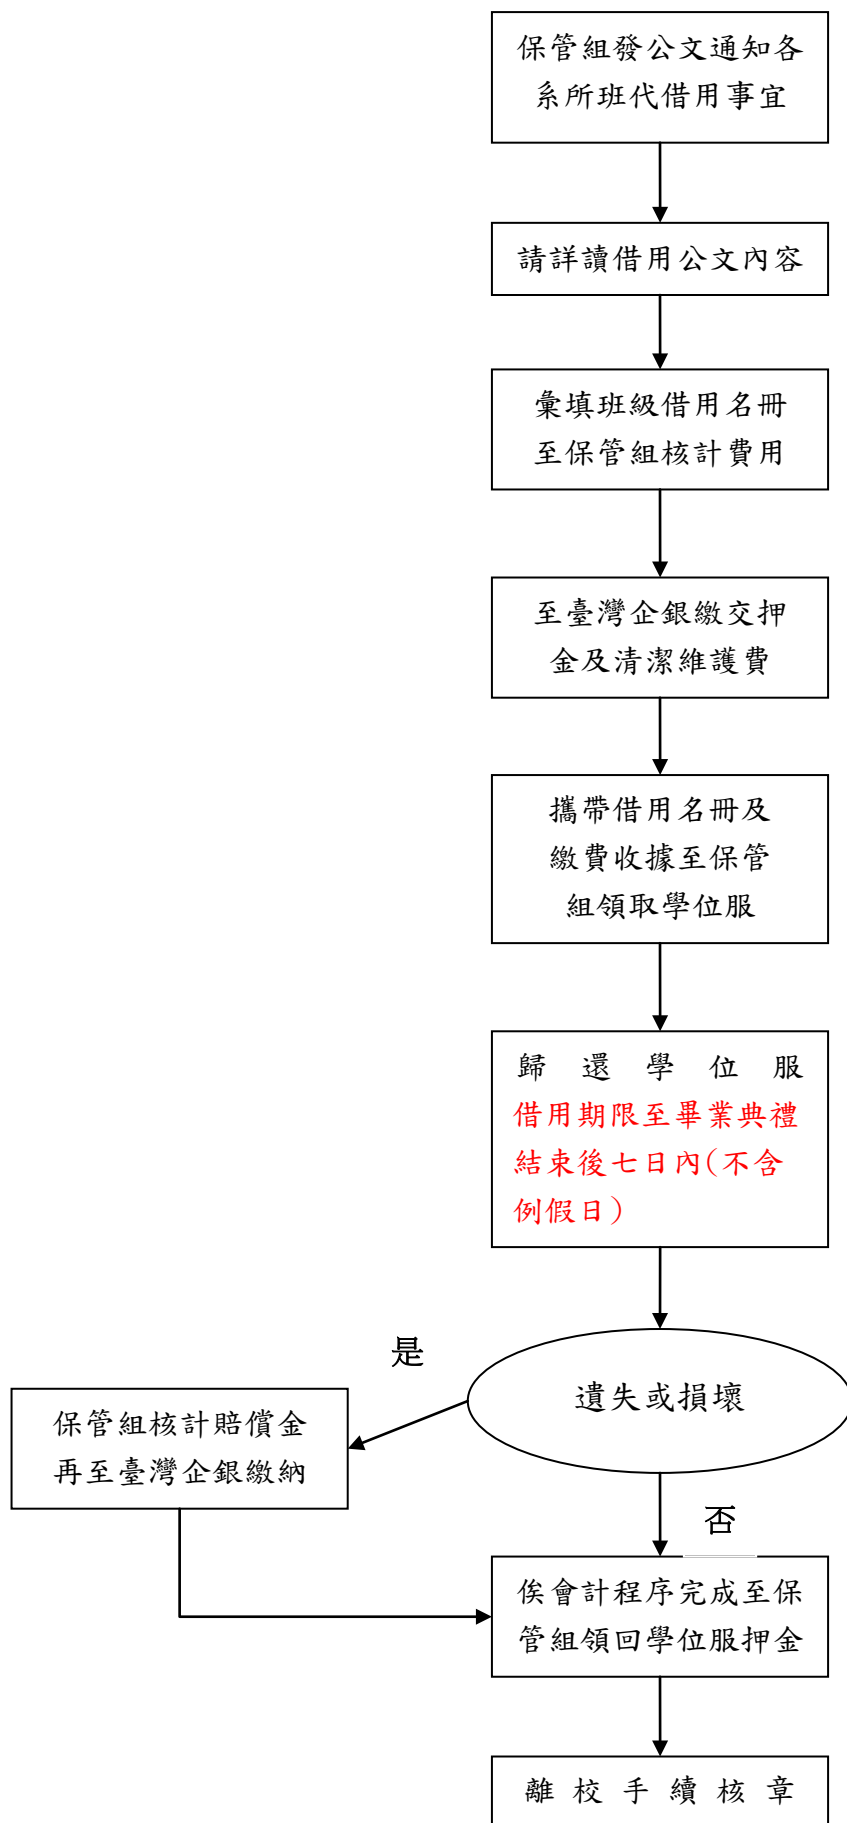 保管組發公文通知各
系所班代借用事宜
請詳讀借用公文內容
彙填班級借用名冊
至保管組核計費用
至臺灣企銀繳交押
金及清潔維護費
攜帶借用名冊及
繳費收據至保管
組領取學位服
歸還學位服
借用期限至畢業典禮
結束後七日內(不含
例假日)
遺失或損壞
是
保管組核計賠償金
再至臺灣企銀繳納
否
俟會計程序完成至保
管組領回學位服押金
離校手續核章